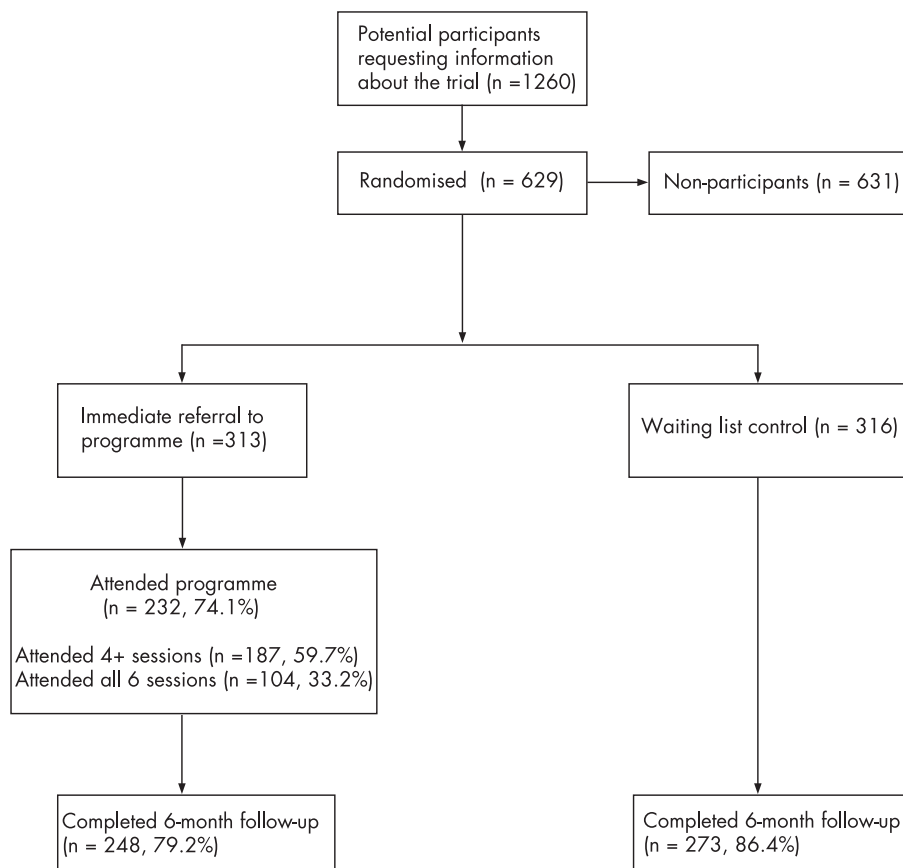 Potential participants
requesting information
about the trial (n =1260)
Randomised (n = 629)
Non-participants (n = 631)
Immediate referral to
programme (n =313)
Waiting list control (n = 316)
Attended programme
(n = 232, 74.1%)
Attended 4+ sessions (n =187, 59.7%)
Attended all 6 sessions (n =104, 33.2%)
Completed 6-month follow-up
(n = 248, 79.2%)
Completed 6-month follow-up
(n = 273, 86.4%)